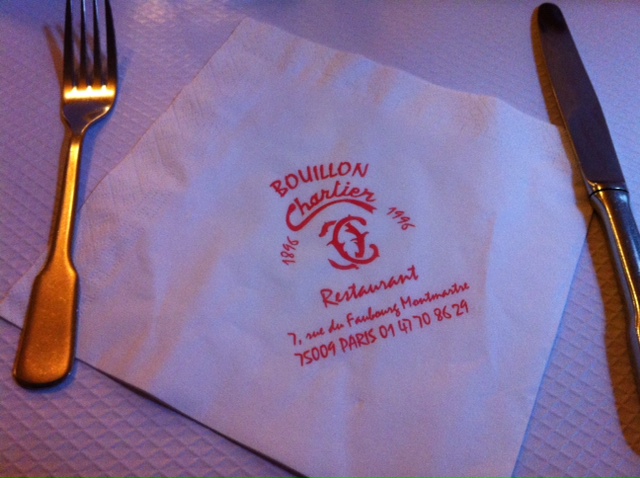 BOUILLON
Chartier
1896 1996
Restaurant
7, rue du Faubourg Montmartre
75009 PARIS 01 47 70 86 29